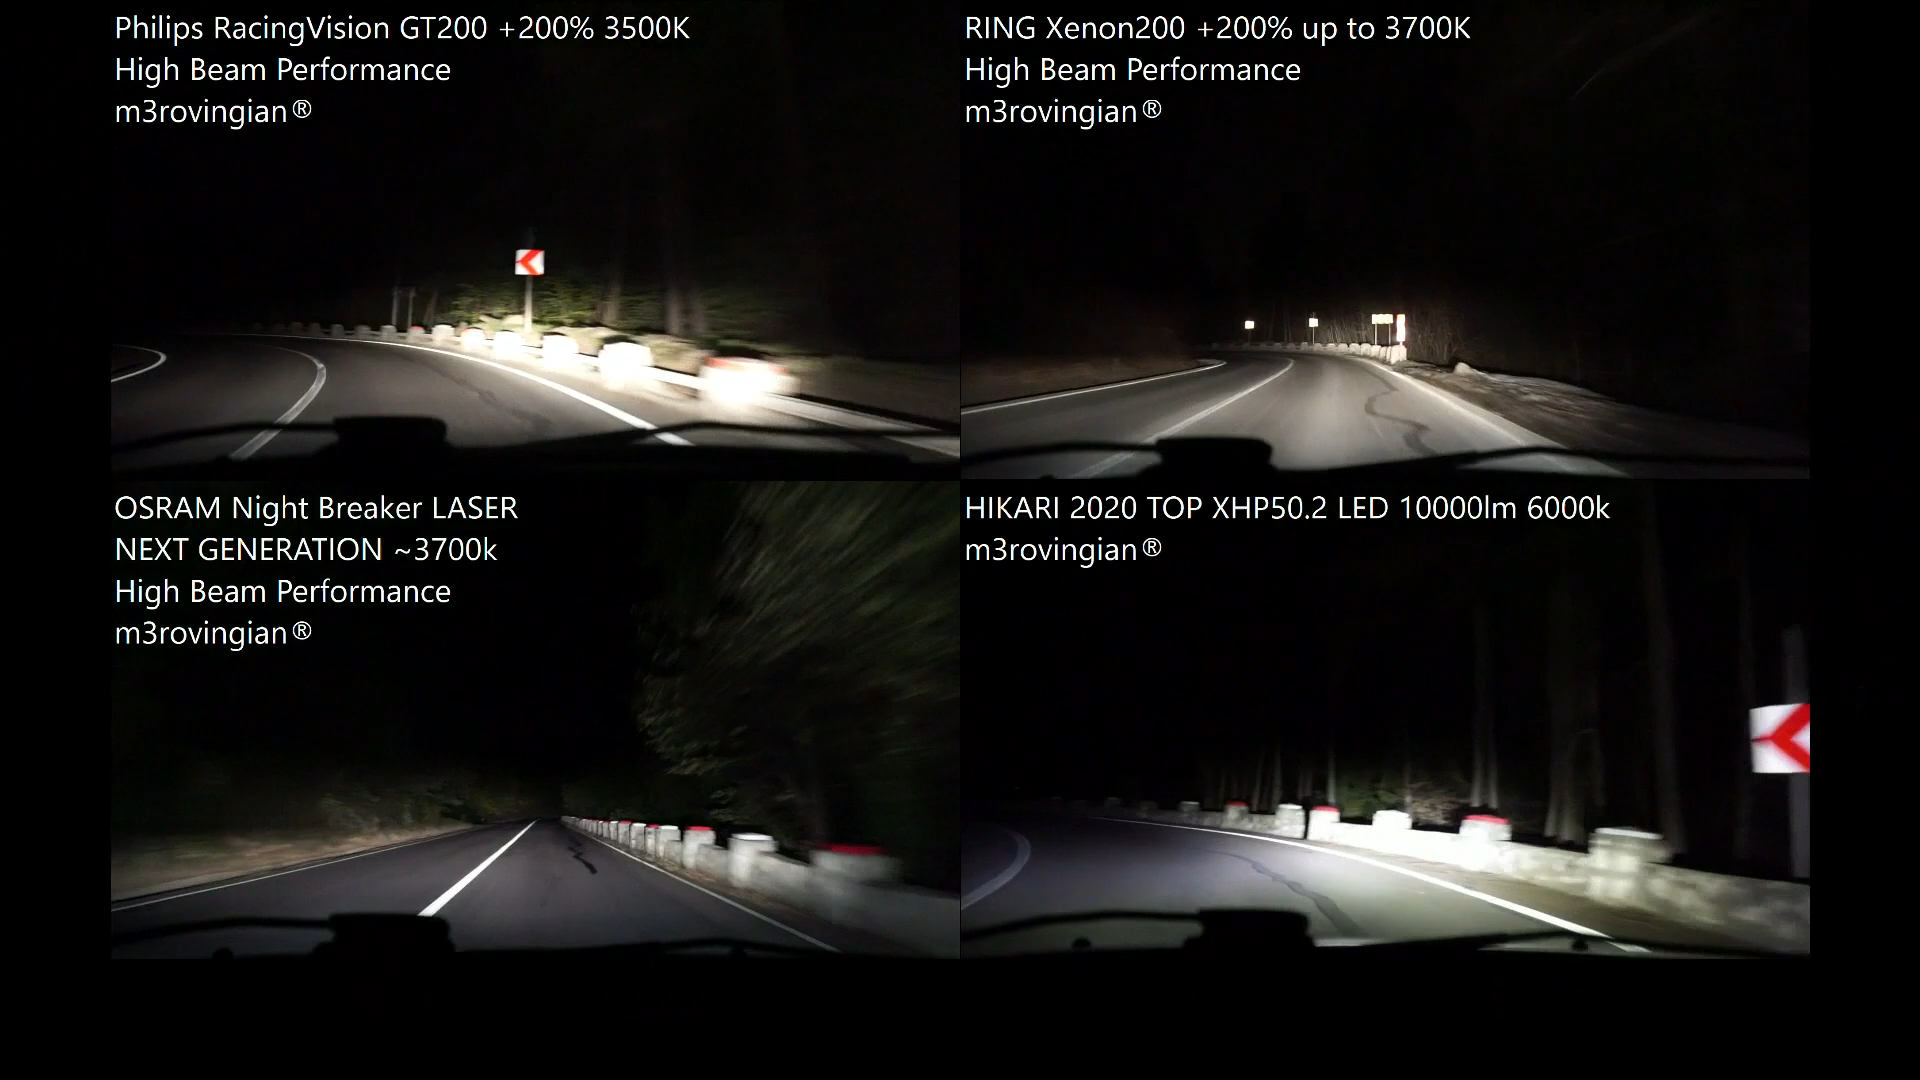 Philips RacingVision GT200 +200% 3500K
High Beam Performance
m3rovingian®
RING Xenon200 +200% up to 3700K
High Beam Performance
m3rovingian®
OSRAM Night Breaker LASER
NEXT GENERATION ~3700k
High Beam Performance
m3rovingian®
HIKARI 2020 TOP XHP50.2 LED 10000lm 6000k
m3rovingian®